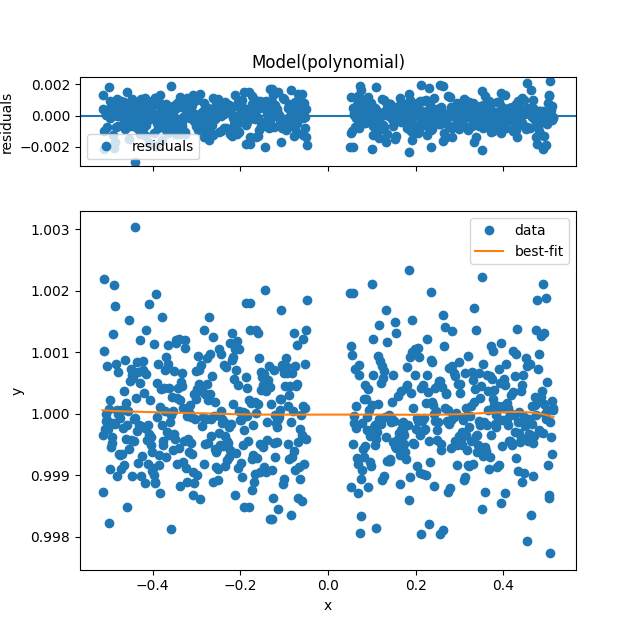 Model(polynomial)
residuals
0.002
0.000
−0.002
residuals
y
1.003
1.002
1.001
1.000
0.999
0.998
data
best-fit
−0.4
−0.2
0.0
0.2
0.4
x